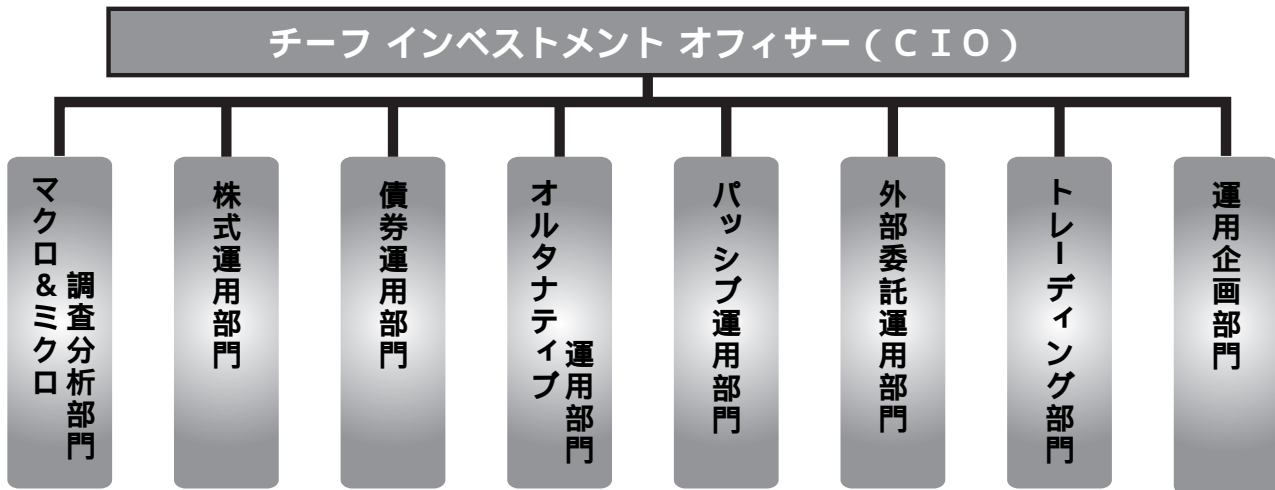 チーフ インベストメント オフィサー(CIO)
マクロ&ミクロ
調査分析部門
株式運用部門
債券運用部門
オルタナティブ
運用部門
パッシブ運用部門
外部委託運用部門
トレーディング部門
運用企画部門